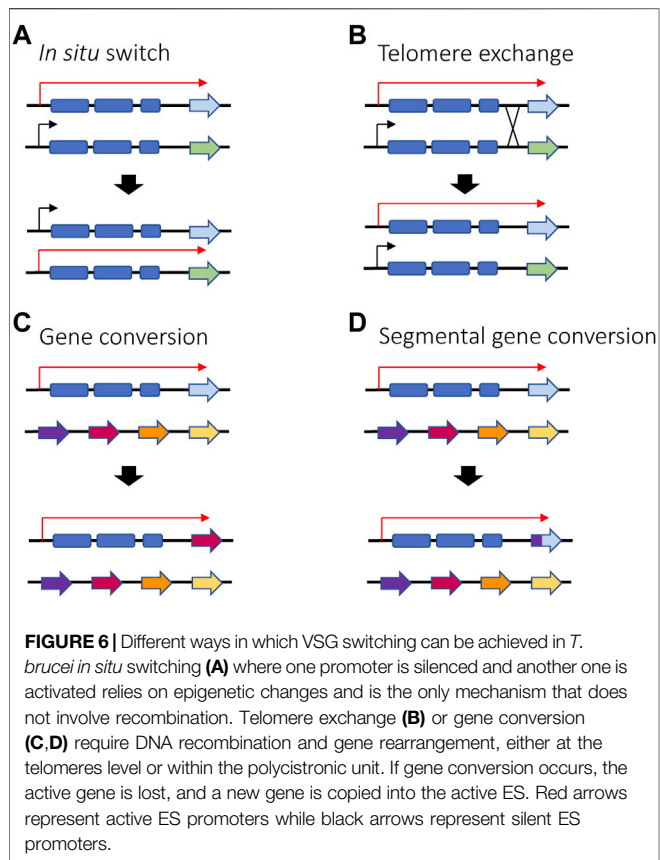 A In situ switch
B Telomere exchange
C Gene conversion
D Segmental gene conversion
FIGURE 6 | Different ways in which VSG switching can be achieved in T.
brucei in situ switching (A) where one promoter is silenced and another one is
activated relies on epigenetic changes and is the only mechanism that does
not involve recombination. Telomere exchange (B) or gene conversion
(C,D) require DNA recombination and gene rearrangement, either at the
telomeres level or within the polycistronic unit. If gene conversion occurs, the
active gene is lost, and a new gene is copied into the active ES. Red arrows
represent active ES promoters while black arrows represent silent ES
promoters.